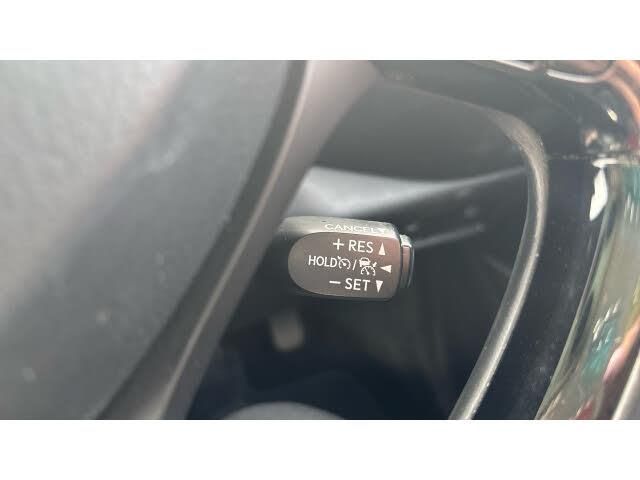 CANCEL
+ RES ▲
HOLD / ◀
− SET ▼